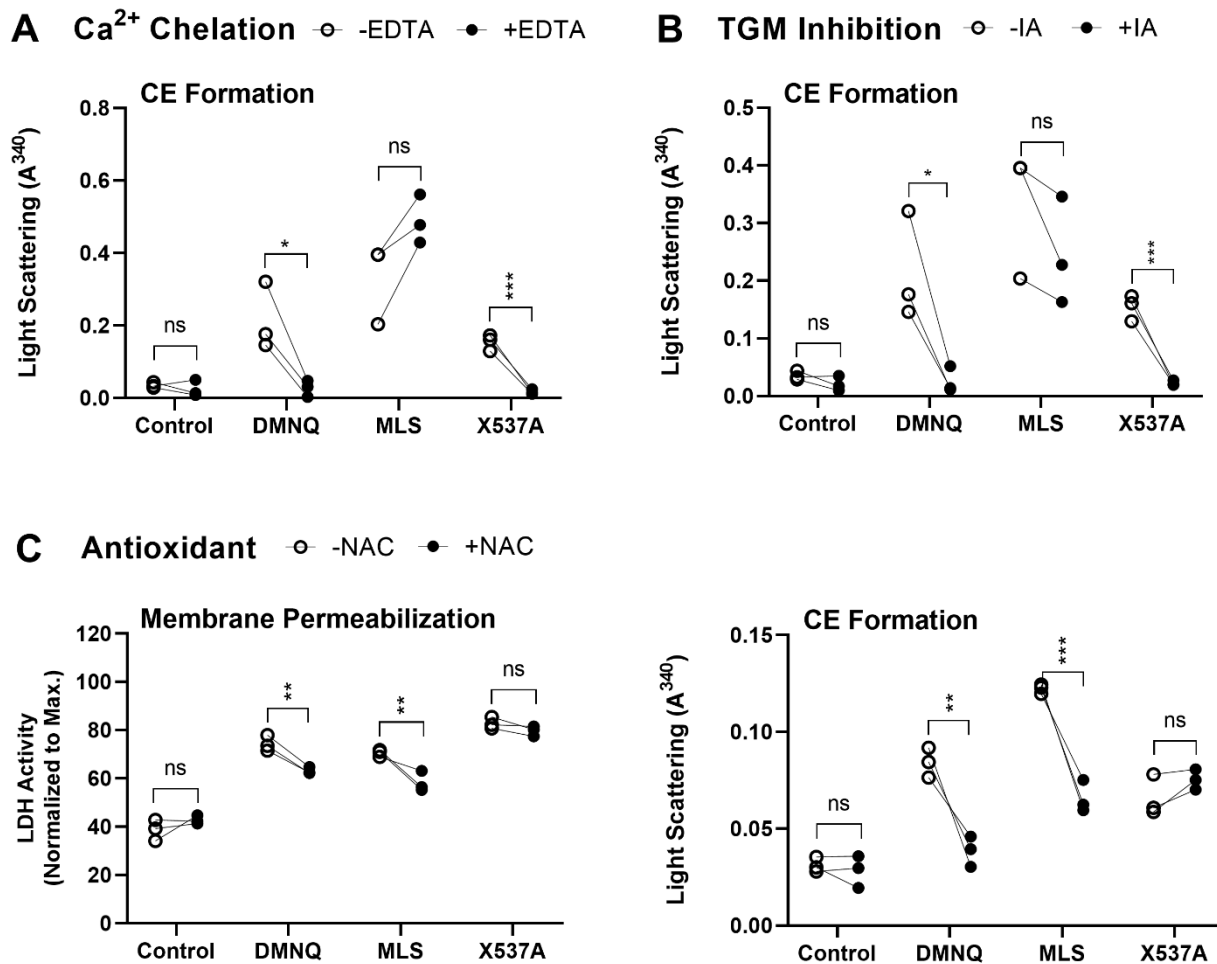 A Ca²⁺ Chelation -EDTA +EDTA
CE Formation
Light Scattering (A³⁴⁰)
0.8
0.6
0.4
0.2
0.0
ns
*
ns
***
Control DMNQ MLS X537A
B TGM Inhibition -IA +IA
CE Formation
Light Scattering (A³⁴⁰)
0.5
0.4
0.3
0.2
0.1
0.0
ns
*
ns
***
Control DMNQ MLS X537A
C Antioxidant -NAC +NAC
Membrane Permeabilization
LDH Activity
(Normalized to Max.)
120
100
80
60
40
20
0
ns
**
**
ns
Control DMNQ MLS X537A
CE Formation
Light Scattering (A³⁴⁰)
0.15
0.10
0.05
0.00
ns
**
***
ns
Control DMNQ MLS X537A